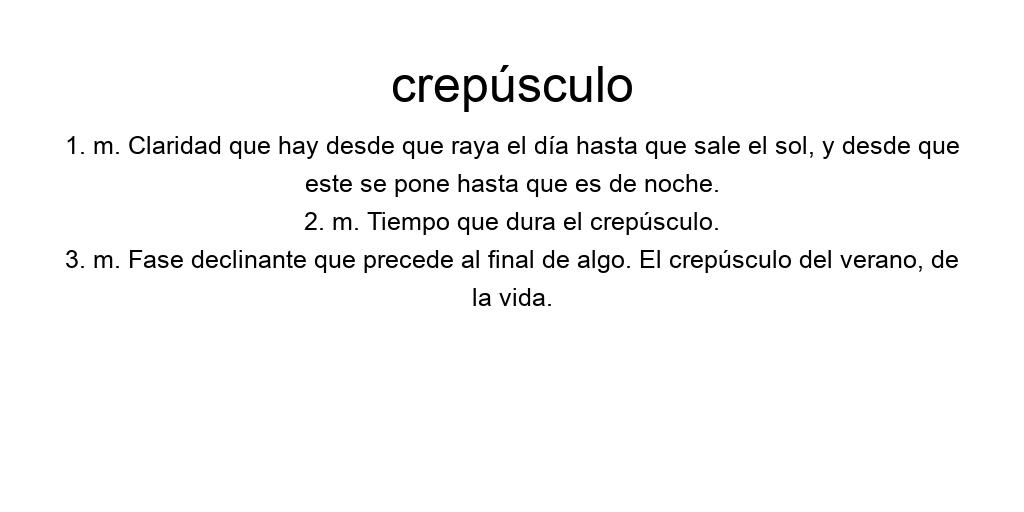 crepúsculo
1. m. Claridad que hay desde que raya el día hasta que sale el sol, y desde que
este se pone hasta que es de noche.
2. m. Tiempo que dura el crepúsculo.
3. m. Fase declinante que precede al final de algo. El crepúsculo del verano, de
la vida.